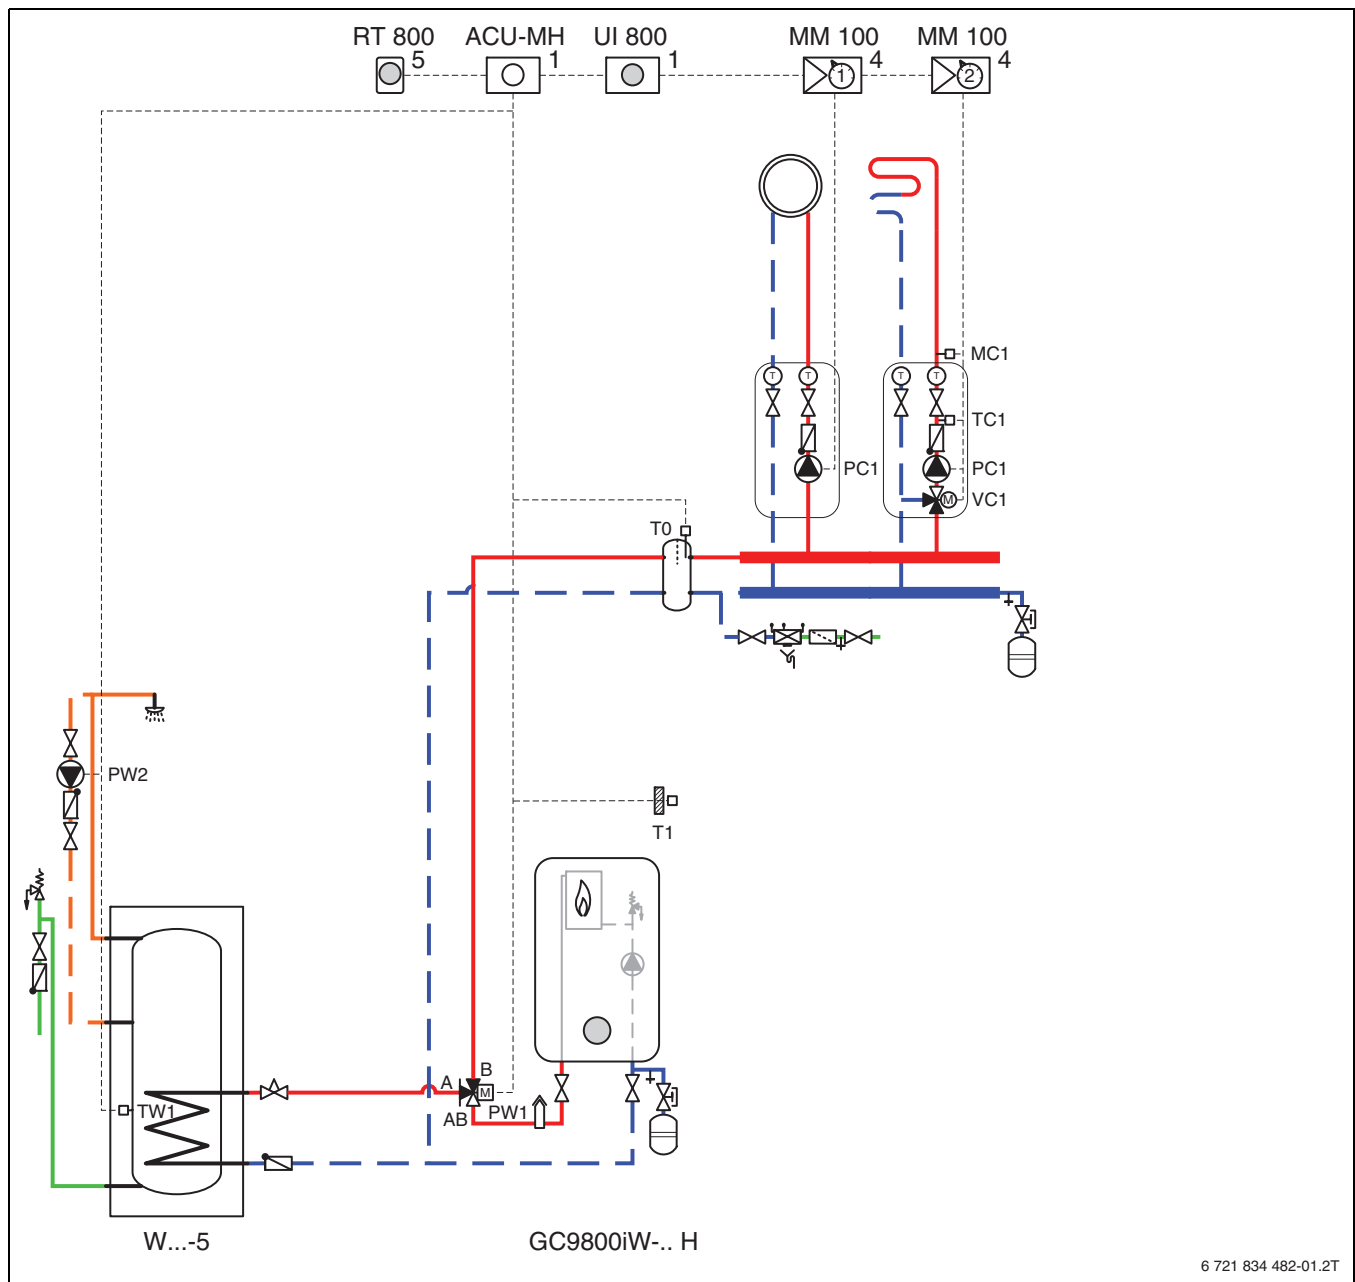 RT 800 ACU-MH UI 800 MM 100 MM 100
5 1 1 4 4
1 2
MC1
T T T T
TC1
PC1 PC1
M VC1
T0
PW2
T1
A B M
AB PW1
TW1
W...-5 GC9800iW-.. H
6 721 834 482-01.2T